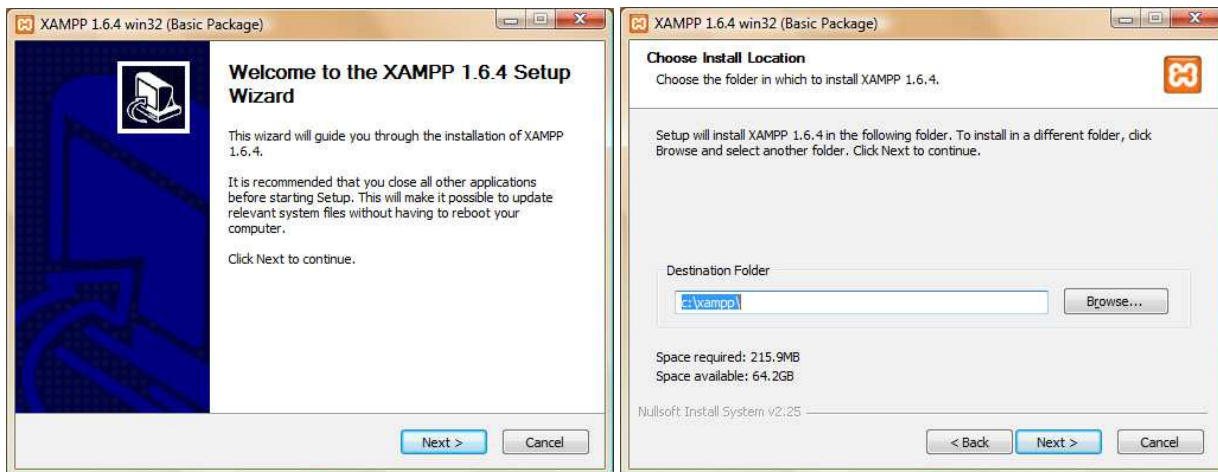 XAMPP 1.6.4 win32 (Basic Package)
Welcome to the XAMPP 1.6.4 Setup
Wizard
This wizard will guide you through the installation of XAMPP
1.6.4.
It is recommended that you close all other applications
before starting Setup. This will make it possible to update
relevant system files without having to reboot your
computer.
Click Next to continue.
Next >
Cancel
XAMPP 1.6.4 win32 (Basic Package)
Choose Install Location
Choose the folder in which to install XAMPP 1.6.4.
Setup will install XAMPP 1.6.4 in the following folder. To install in a different folder, click
Browse and select another folder. Click Next to continue.
Destination Folder
c:\xampp\
Browse...
Space required: 215.9MB
Space available: 64.2GB
Nullsoft Install System v2.25
< Back
Next >
Cancel